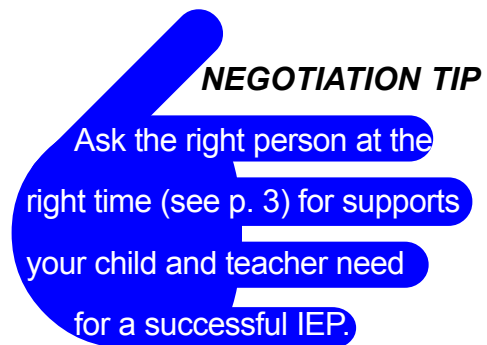 NEGOTIATION TIP
Ask the right person at the
right time (see p. 3) for supports
your child and teacher need
for a successful IEP.